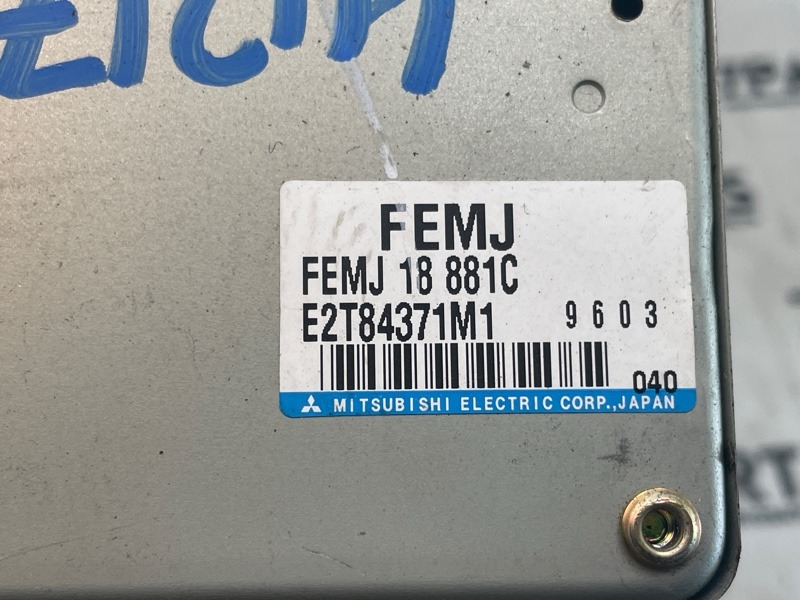 FEMJ
FEMJ 18 881C
E2T84371M1 9603
040
MITSUBISHI ELECTRIC CORP., JAPAN